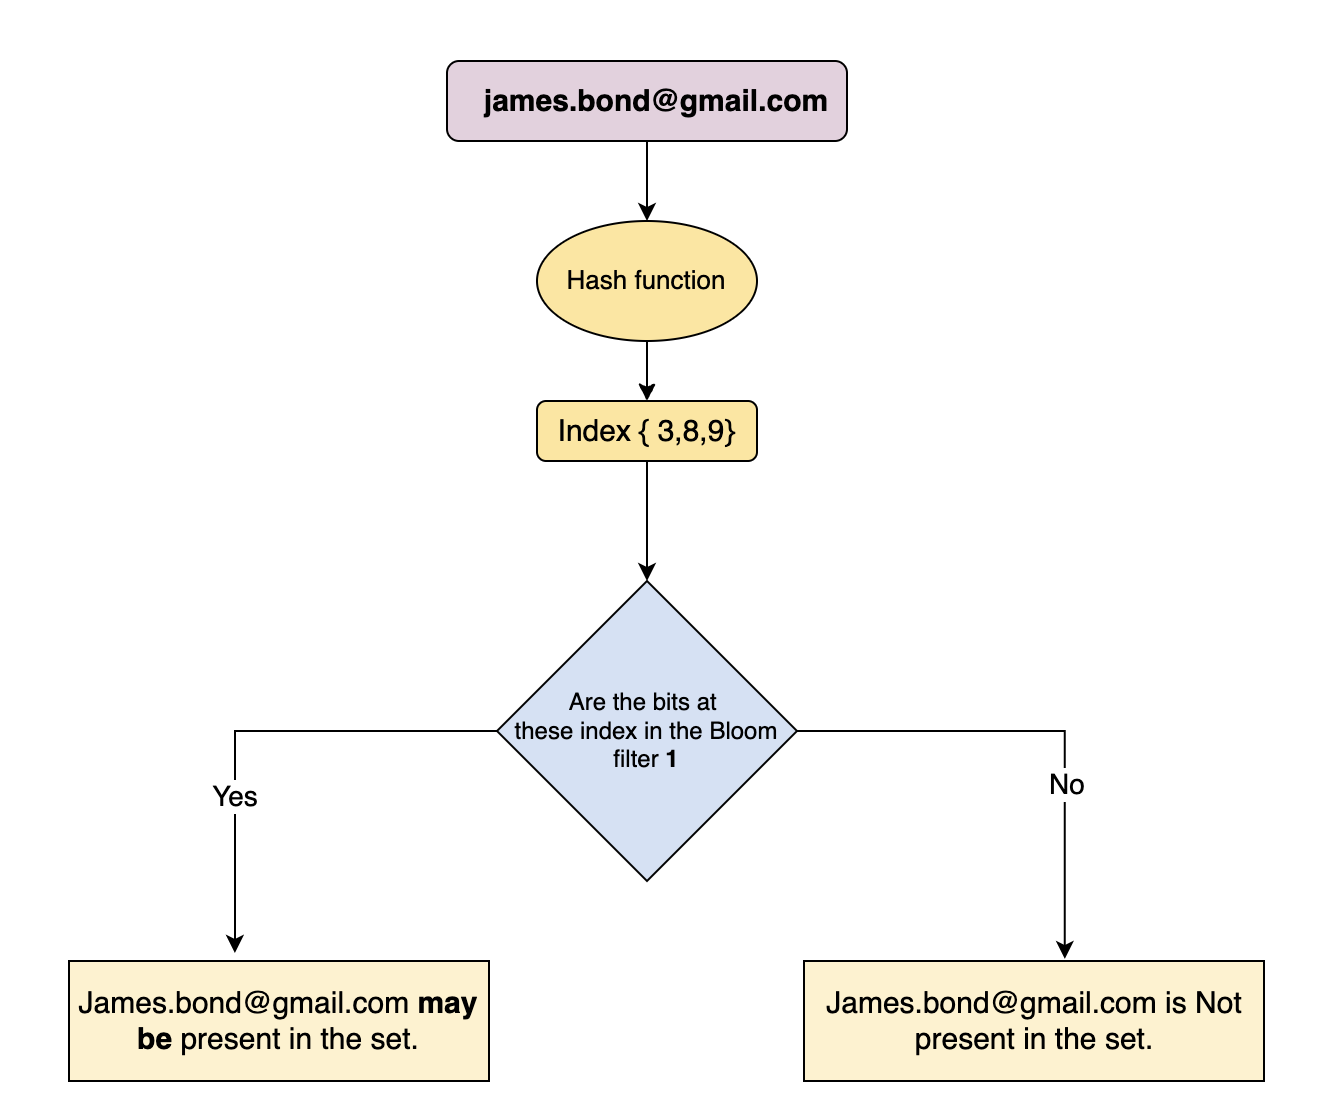 james.bond@gmail.com
Hash function
Index { 3,8,9}
Are the bits at
these index in the Bloom
filter 1
Yes
No
James.bond@gmail.com may
be present in the set.
James.bond@gmail.com is Not
present in the set.